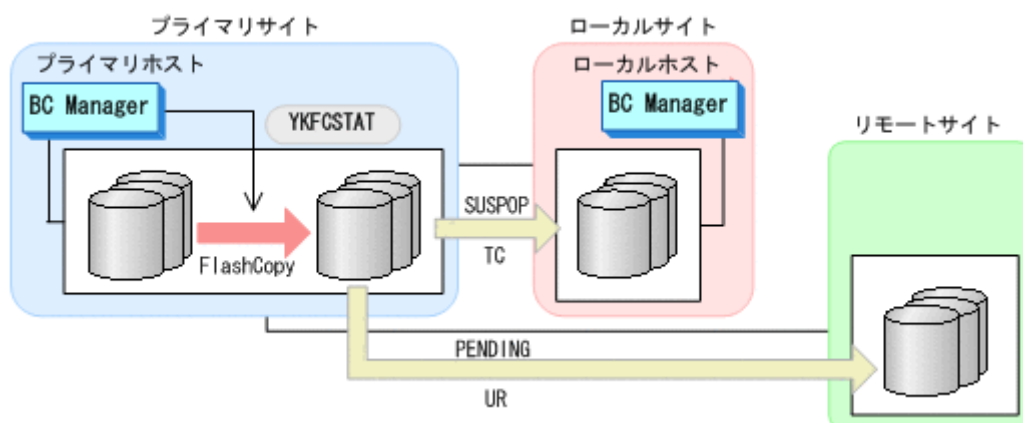 プライマリサイト
ローカルサイト
プライマリホスト
ローカルホスト
BC Manager
YKFCSTAT
BC Manager
リモートサイト
SUSPOP
FlashCopy
TC
PENDING
UR